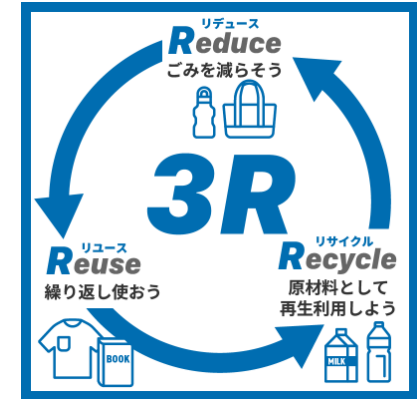 リデュース
Reduce
ごみを減らそう
3R
リユース
Reuse
繰り返し使おう
BOOK
リサイクル
Recycle
原材料として
再生利用しよう
MILK